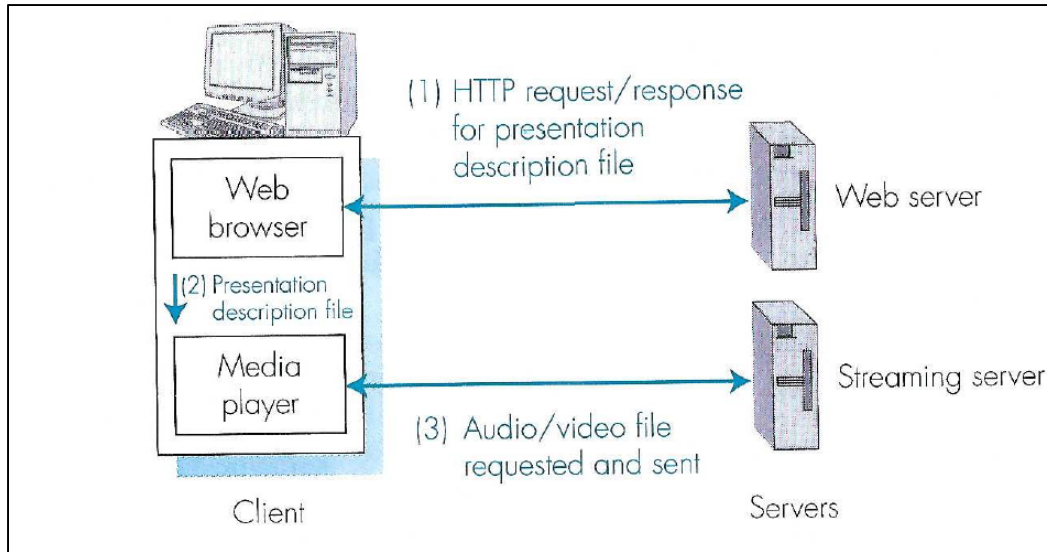 (1) HTTP request/response
for presentation
description file
Web
browser
Web server
(2) Presentation
description file
Media
player
Streaming server
(3) Audio/video file
requested and sent
Client
Servers